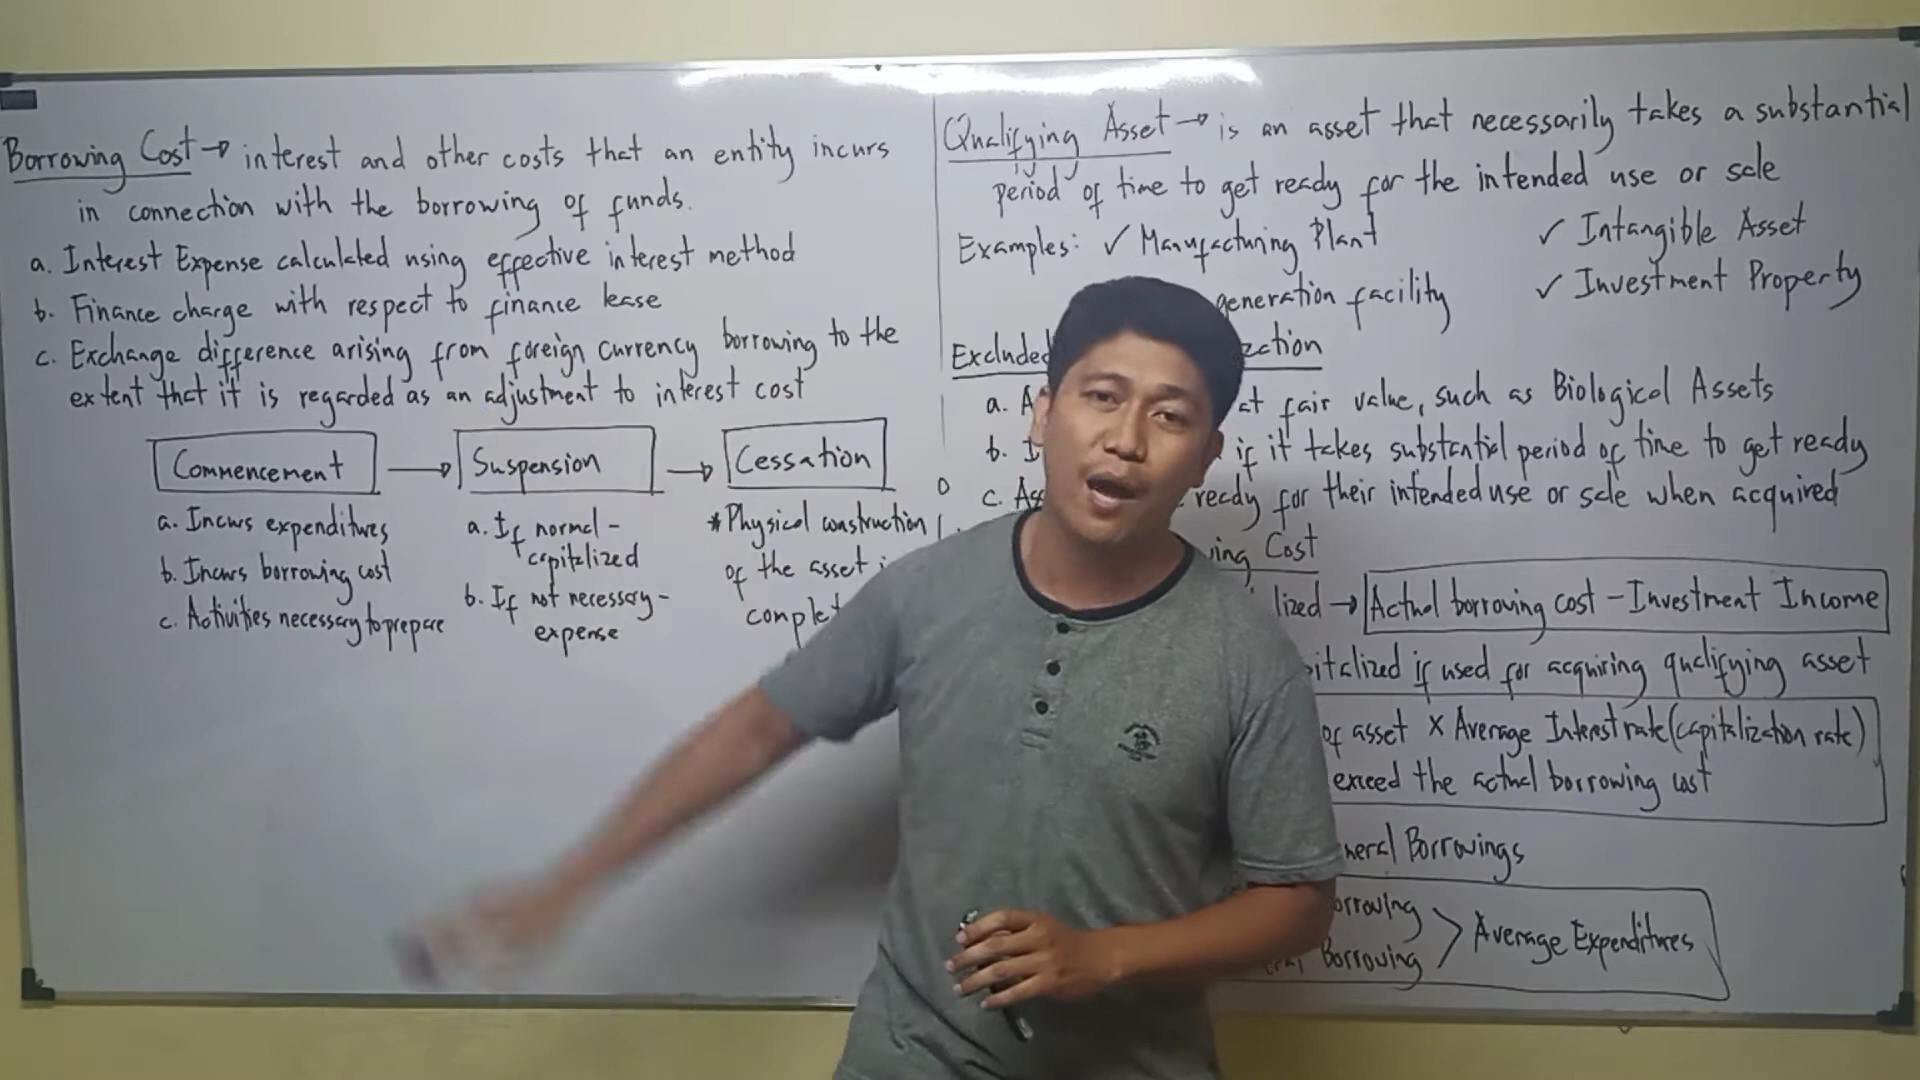 Borrowing Cost → interest and other costs that an entity incurs
in connection with the borrowing of funds.
a. Interest Expense calculated using effective interest method
b. Finance charge with respect to finance lease
c. Exchange difference arising from foreign currency borrowing to the
extent that it is regarded as an adjustment to interest cost
Commencement → Suspension → Cessation
a. Incurs expenditures
b. Incurs borrowing cost
c. Activities necessary to prepare
a. If normal -
capitalized
b. If not necessary -
expense
*Physical construction
of the asset
complet
Qualifying Asset → is an asset that necessarily takes a substantial
period of time to get ready for the intended use or sale
Examples: ✓ Manufacturing Plant
✓ Intangible Asset
generation facility
✓ Investment Property
Excluded
a. A at fair value, such as Biological Assets
b. I if it takes substantial period of time to get ready
c. As ready for their intended use or sale when acquired
Cost
lized → Actual borrowing cost - Investment Income
italized if used for acquiring qualifying asset
of asset x Average Interest rate (capitalization rate)
exceed the actual borrowing cost
neral Borrowings
orrowing
Borrowing > Average Expenditures